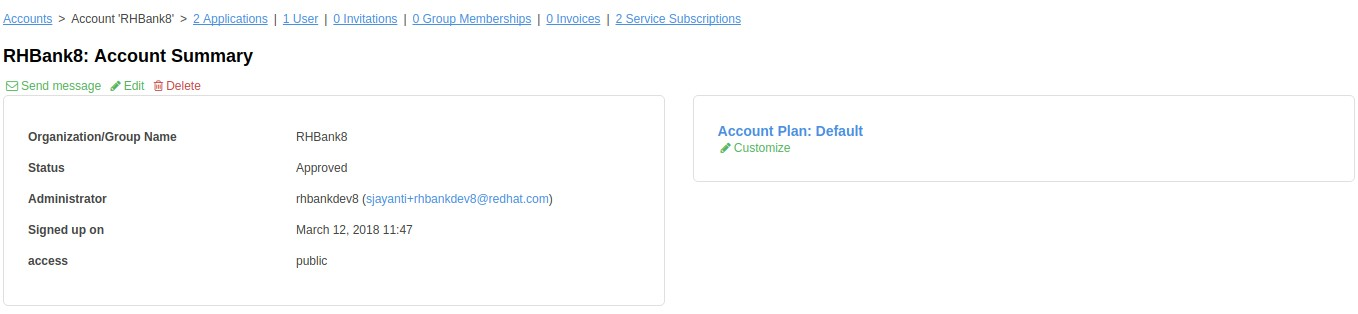 Accounts > Account 'RHBank8' > 2 Applications | 1 User | 0 Invitations | 0 Group Memberships | 0 Invoices | 2 Service Subscriptions
RHBank8: Account Summary
Send message Edit Delete
Organization/Group Name RHBank8
Status Approved
Administrator rhbankdev8 (sjayanti+rhbankdev8@redhat.com)
Signed up on March 12, 2018 11:47
access public
Account Plan: Default
Customize